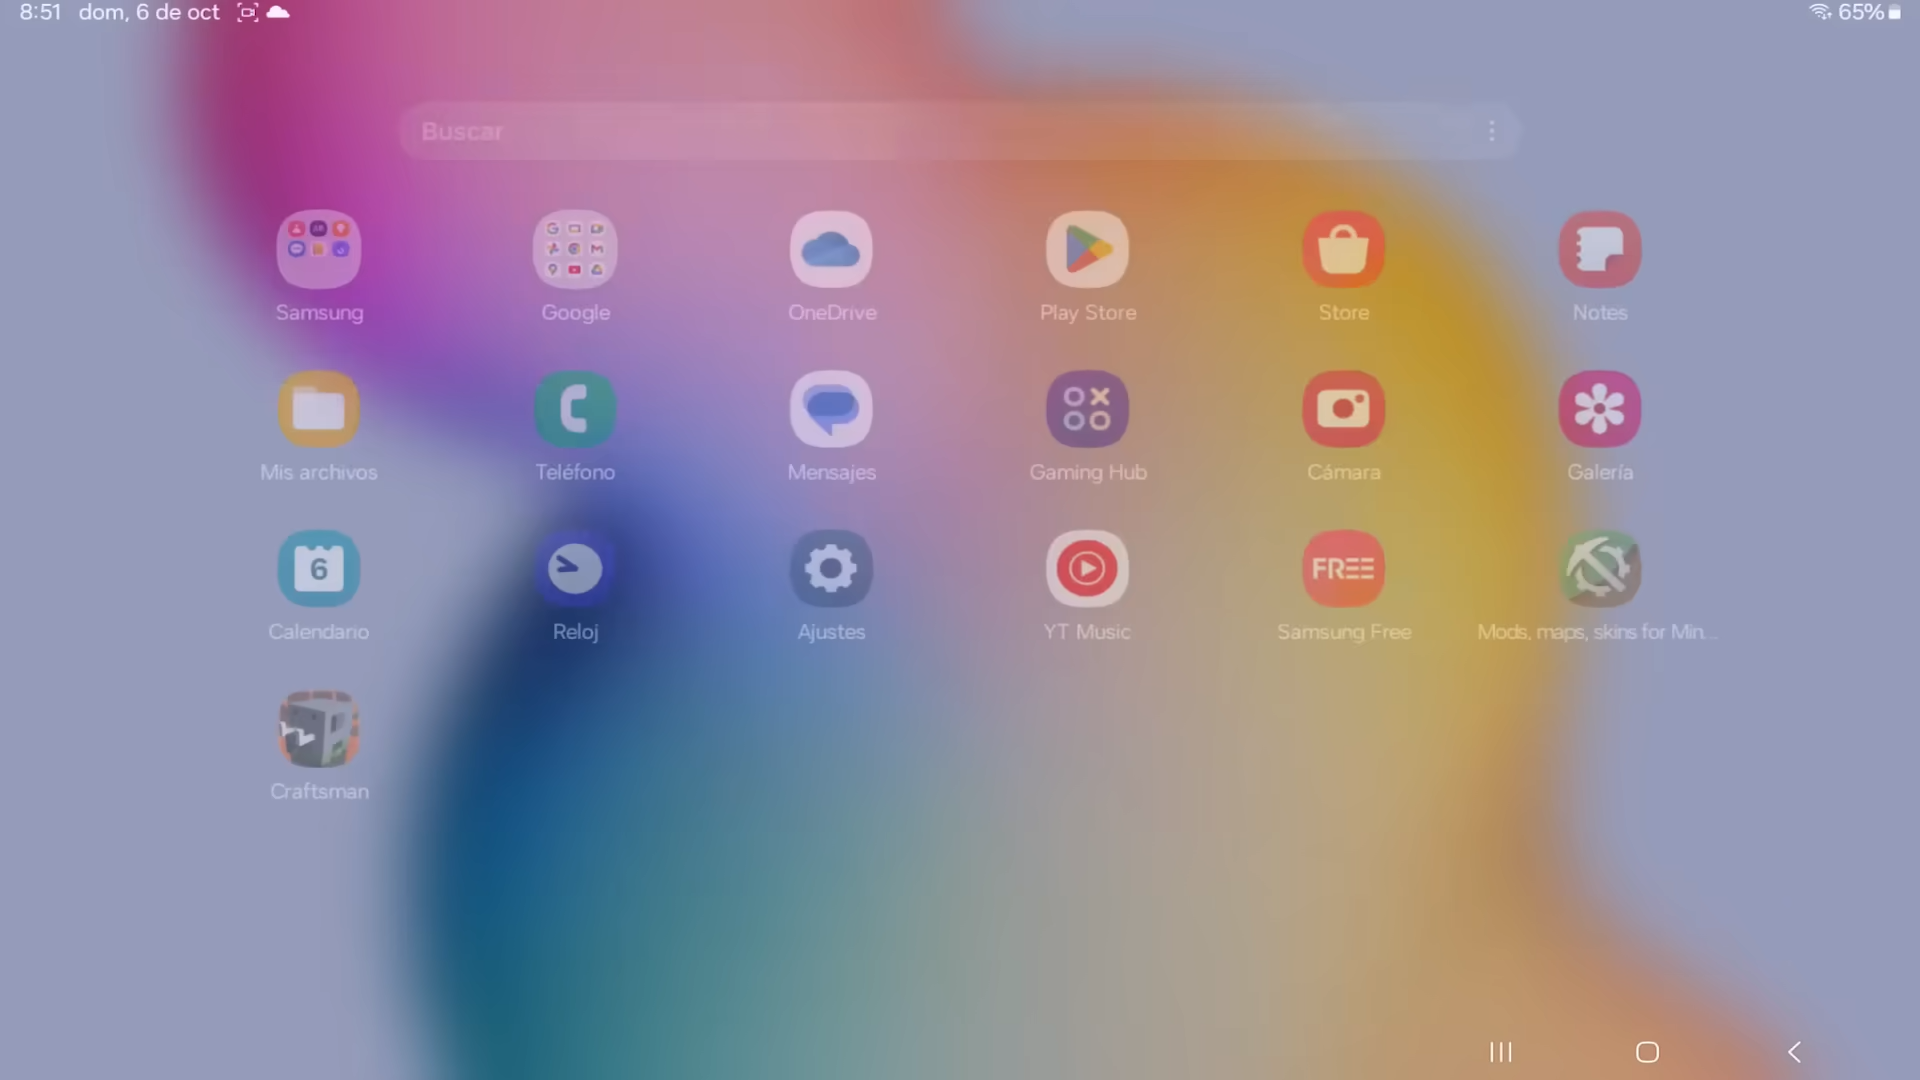 8:51 dom, 6 de oct
65%
Buscar
Samsung
Google
OneDrive
Play Store
Store
Notes
Mis archivos
Teléfono
Mensajes
Gaming Hub
Cámara
Galería
6
FREE
Calendario
Reloj
Ajustes
YT Music
Samsung Free
Mods, maps, skins for Min...
Craftsman